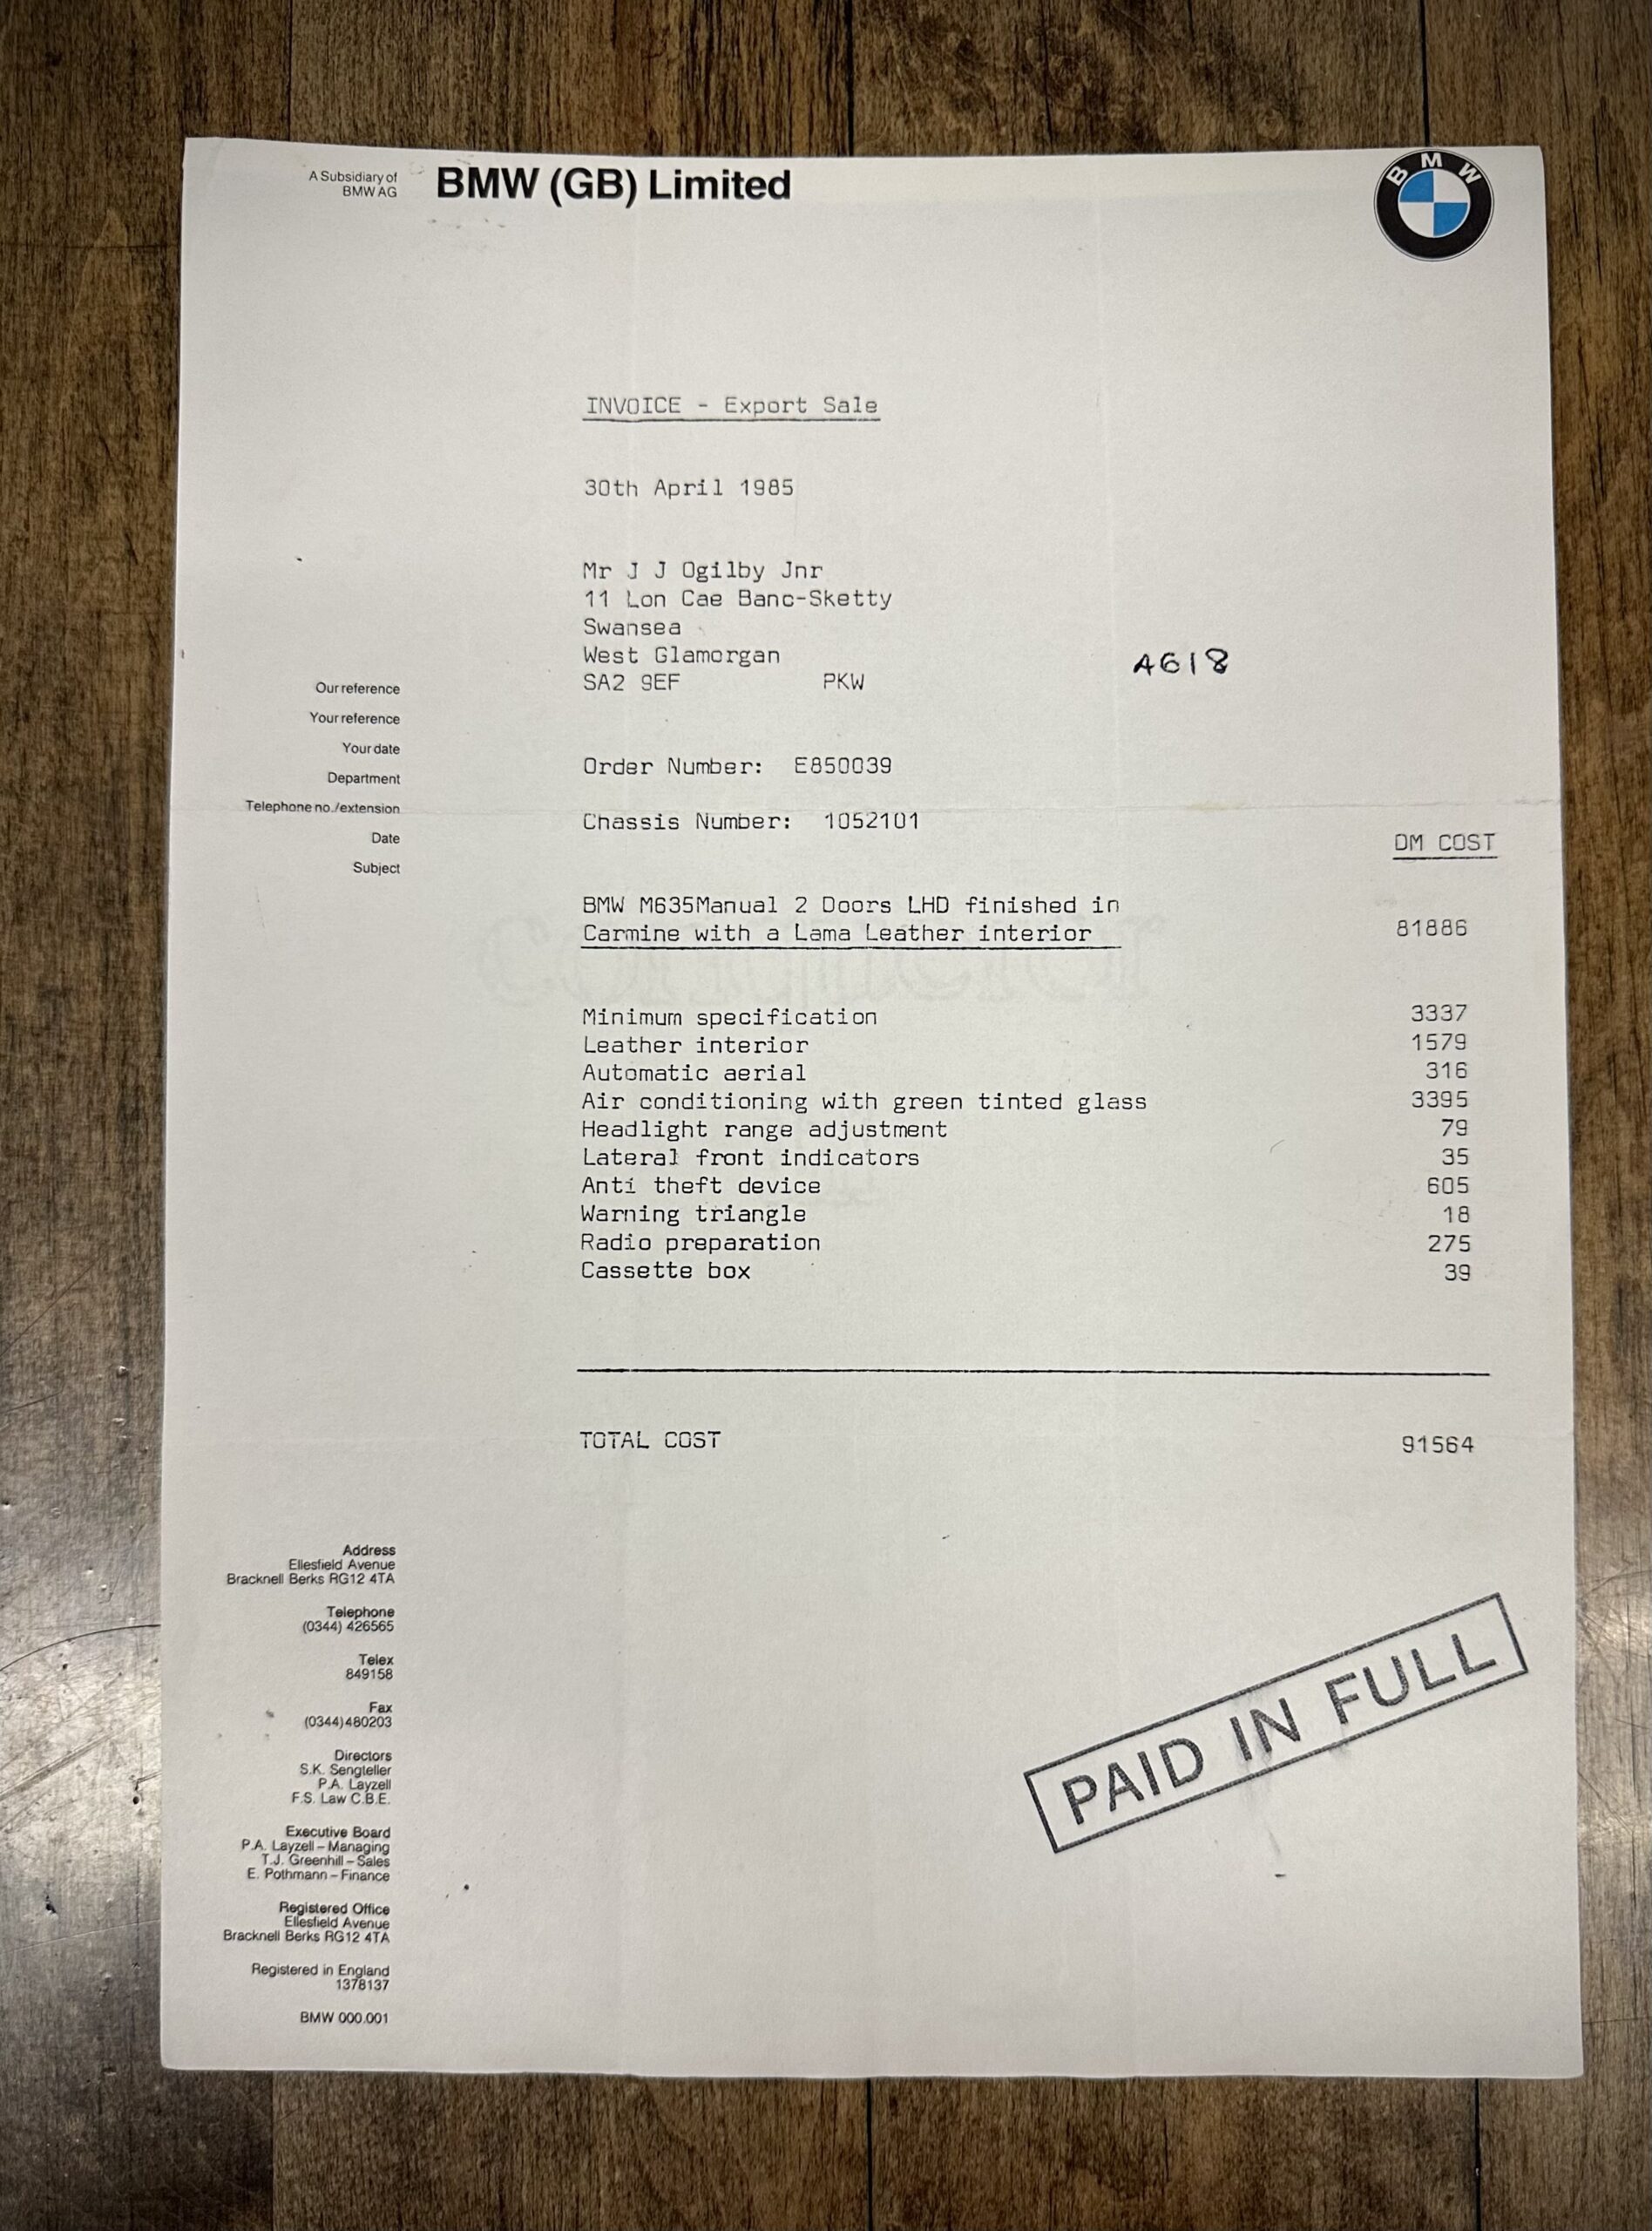 A Subsidiary of
BMW AG
BMW (GB) Limited
BMW
INVOICE - Export Sale
30th April 1985
Mr J J Ogilby Jnr
11 Lon Cae Banc-Sketty
Swansea
West Glamorgan
A618
SA2 9EF PKW
Our reference
Your reference
Your date
Department
Telephone no./extension
Date
Subject
Order Number: E850039
Chassis Number: 1052101
DM COST
BMW M635Manual 2 Doors LHD finished in
Carmine with a Lama Leather interior 81886
Minimum specification 3337
Leather interior 1579
Automatic aerial 316
Air conditioning with green tinted glass 3395
Headlight range adjustment 79
Lateral front indicators 35
Anti theft device 605
Warning triangle 18
Radio preparation 275
Cassette box 39
TOTAL COST 91564
Address
Ellesfield Avenue
Bracknell Berks RG12 4TA
Telephone
(0344) 426565
Telex
849158
Fax
(0344)480203
Directors
S.K. Sengteller
P.A. Layzell
F.S. Law C.B.E.
Executive Board
P.A. Layzell – Managing
T.J. Greenhill – Sales
E. Pothmann – Finance
Registered Office
Ellesfield Avenue
Bracknell Berks RG12 4TA
Registered in England
1378137
BMW 000.001
PAID IN FULL